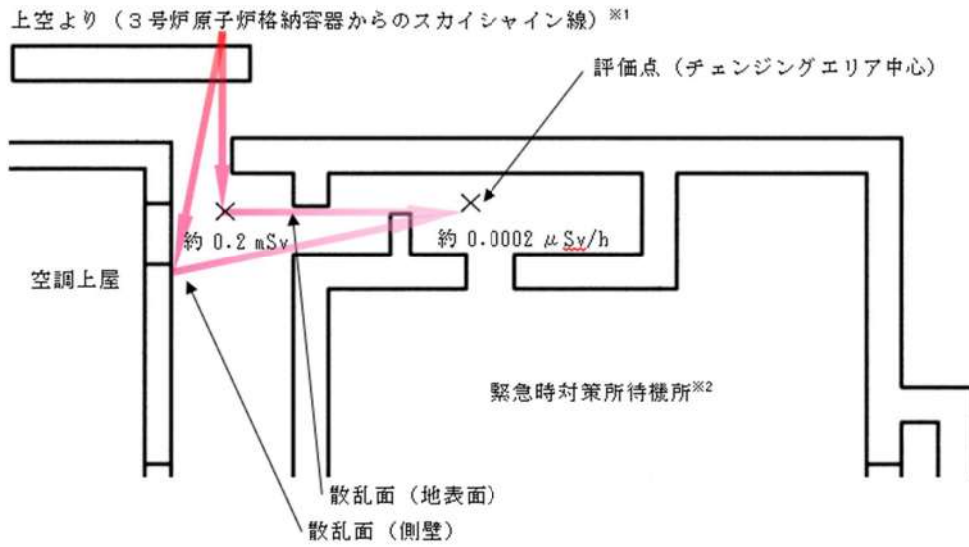 上空より（３号炉原子炉格納容器からのスカイシャイン線）※1
評価点（チェンジングエリア中心）
約 0.2 mSv
約 0.0002 μSv/h
空調上屋
緊急時対策所待機所※2
散乱面（地表面）
散乱面（側壁）